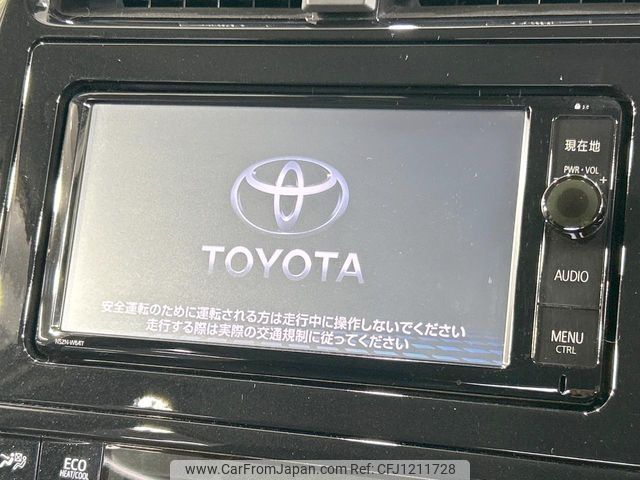 現在地
PWR・VOL
+
TOYOTA
AUDIO
安全運転のために運転される方は走行中に操作しないでください
走行する際は実際の交通規制に従ってください
MENU
CTRL
ECO
HEAT/COOL
www.CarFromJapan.com - CFJ1211728